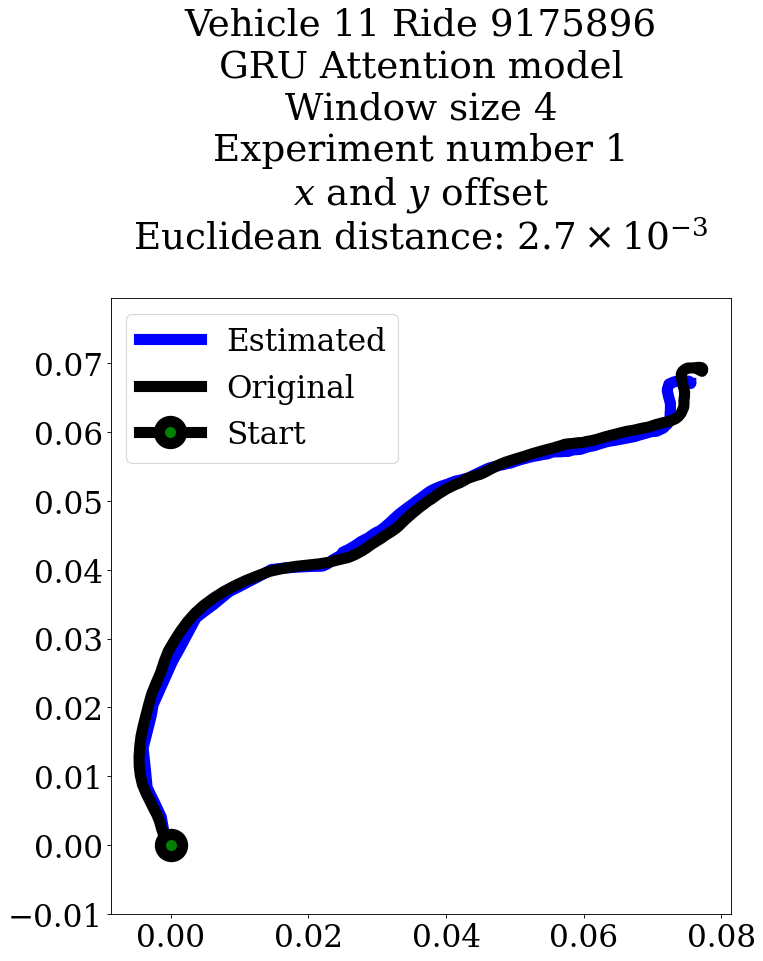 Vehicle 11 Ride 9175896
GRU Attention model
Window size 4
Experiment number 1
x and y offset
Euclidean distance: 2.7 × 10⁻³
Estimated
Original
Start
0.07
0.06
0.05
0.04
0.03
0.02
0.01
0.00
−0.01
0.00 0.02 0.04 0.06 0.08